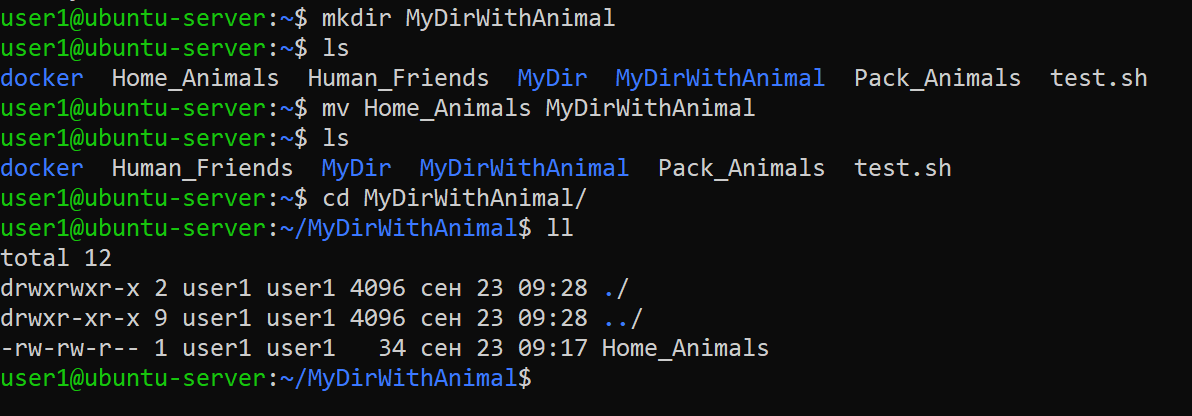 user1@ubuntu-server:~$ mkdir MyDirWithAnimal
user1@ubuntu-server:~$ ls
docker  Home_Animals  Human_Friends  MyDir  MyDirWithAnimal  Pack_Animals  test.sh
user1@ubuntu-server:~$ mv Home_Animals MyDirWithAnimal
user1@ubuntu-server:~$ ls
docker  Human_Friends  MyDir  MyDirWithAnimal  Pack_Animals  test.sh
user1@ubuntu-server:~$ cd MyDirWithAnimal/
user1@ubuntu-server:~/MyDirWithAnimal$ ll
total 12
drwxrwxr-x 2 user1 user1 4096 сен 23 09:28 ./
drwxr-xr-x 9 user1 user1 4096 сен 23 09:28 ../
-rw-rw-r-- 1 user1 user1   34 сен 23 09:17 Home_Animals
user1@ubuntu-server:~/MyDirWithAnimal$